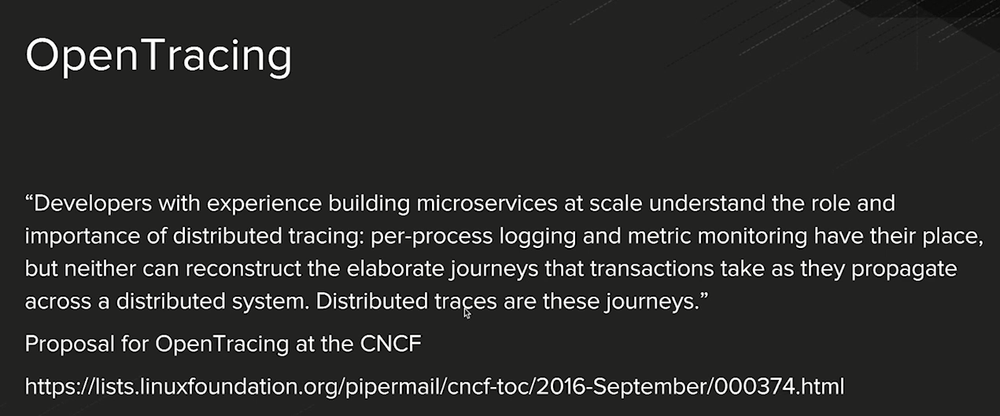 OpenTracing
“Developers with experience building microservices at scale understand the role and
importance of distributed tracing: per-process logging and metric monitoring have their place,
but neither can reconstruct the elaborate journeys that transactions take as they propagate
across a distributed system. Distributed traces are these journeys.”
Proposal for OpenTracing at the CNCF
https://lists.linuxfoundation.org/pipermail/cncf-toc/2016-September/000374.html